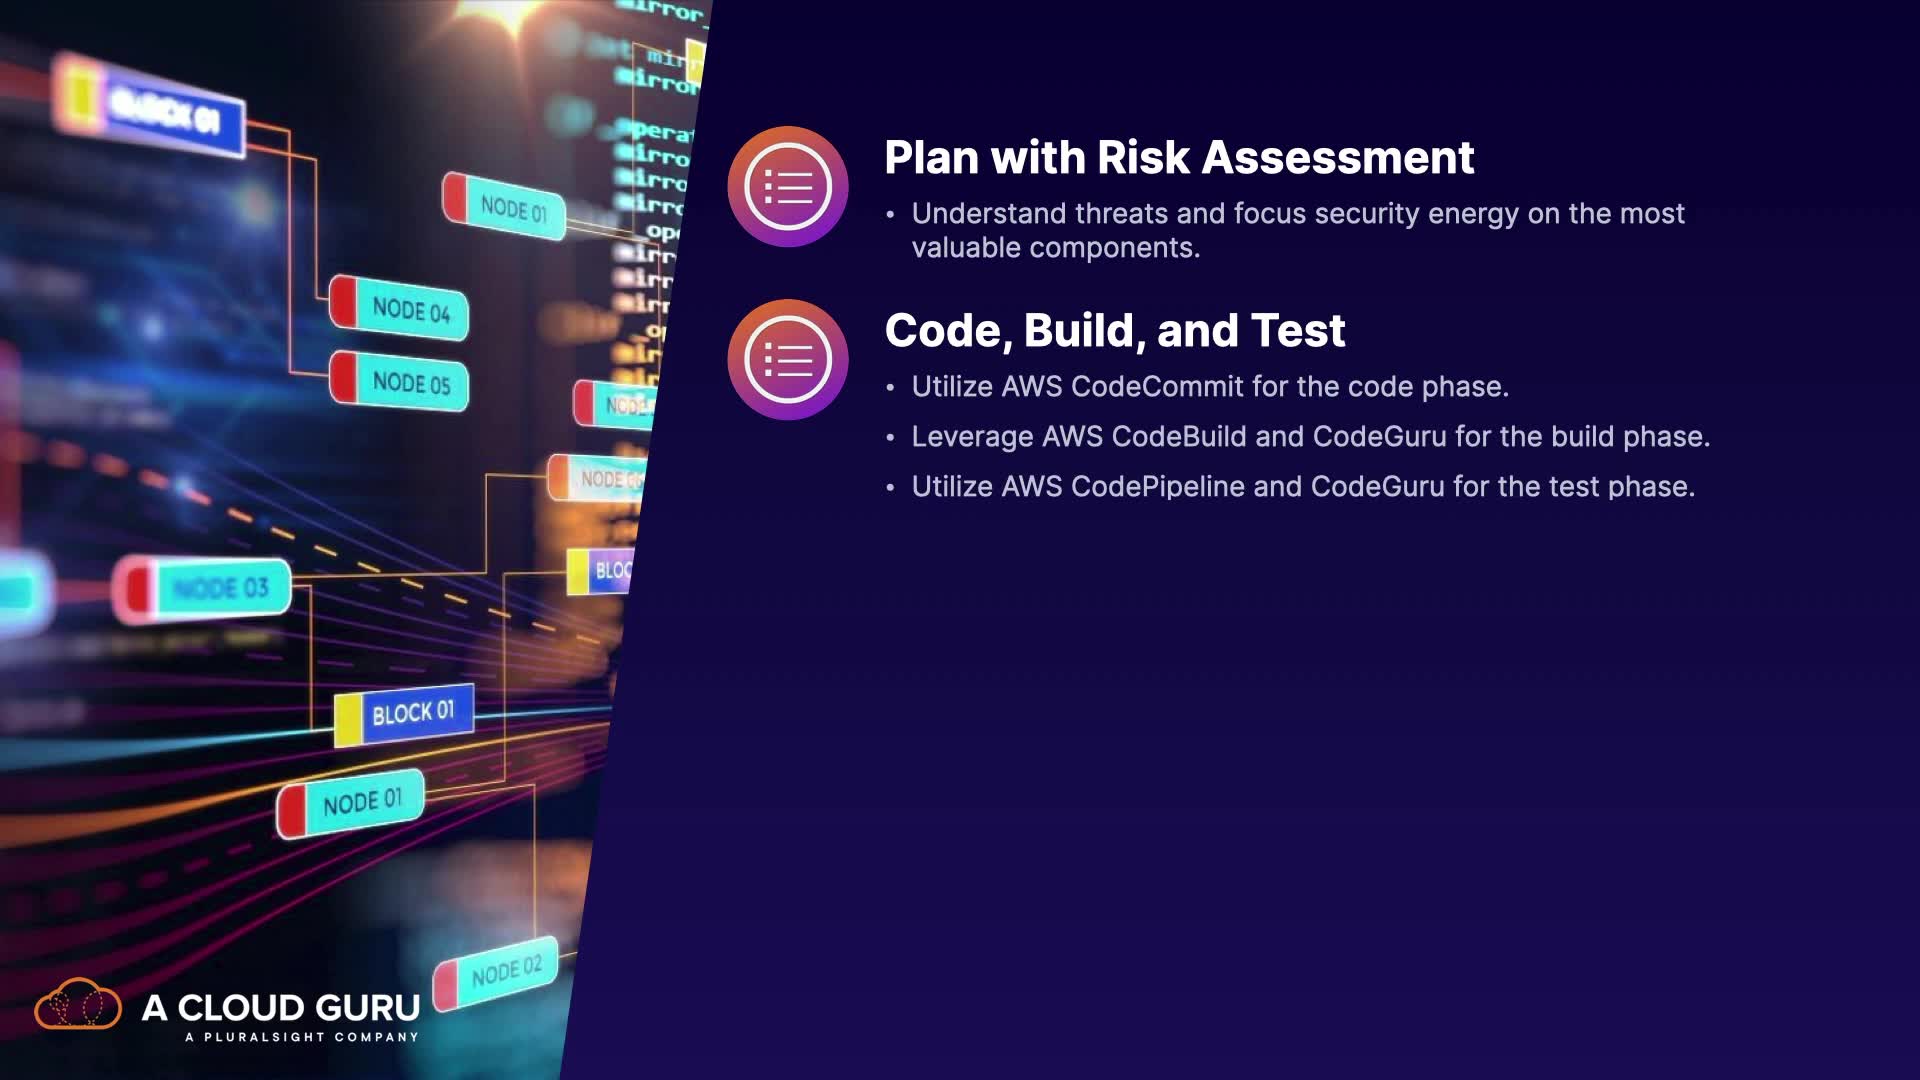 Plan with Risk Assessment
• Understand threats and focus security energy on the most
valuable components.
Code, Build, and Test
• Utilize AWS CodeCommit for the code phase.
• Leverage AWS CodeBuild and CodeGuru for the build phase.
• Utilize AWS CodePipeline and CodeGuru for the test phase.
BLOCK 01
NODE 01
NODE 04
NODE 05
NODE 03
BLOCK 01
NODE 01
NODE 02
A CLOUD GURU
A PLURALSIGHT COMPANY